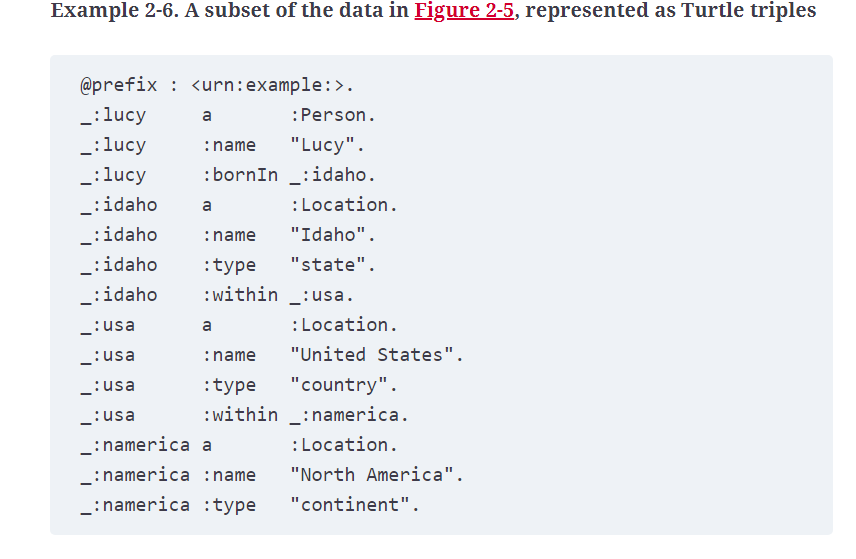 Example 2-6. A subset of the data in Figure 2-5, represented as Turtle triples
@prefix : <urn:example:>.
_:lucy     a       :Person.
_:lucy     :name   "Lucy".
_:lucy     :bornIn _:idaho.
_:idaho    a       :Location.
_:idaho    :name   "Idaho".
_:idaho    :type   "state".
_:idaho    :within _:usa.
_:usa      a       :Location.
_:usa      :name   "United States".
_:usa      :type   "country".
_:usa      :within _:namerica.
_:namerica a       :Location.
_:namerica :name   "North America".
_:namerica :type   "continent".